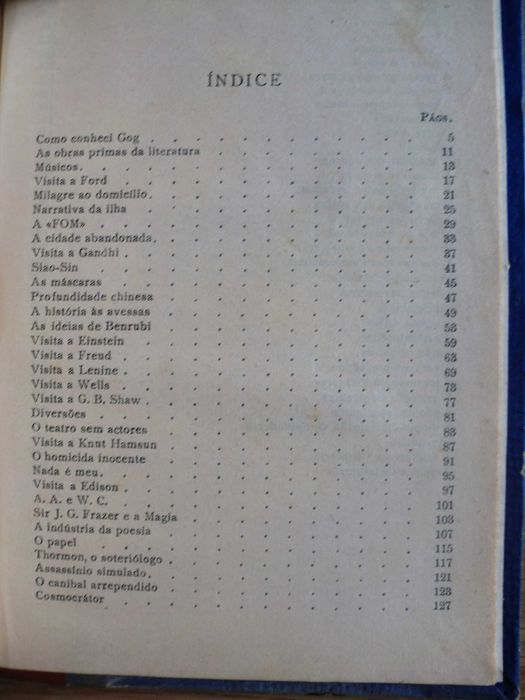 ÍNDICE
PÁGS.
Como conheci Gog . . . . . . . . . . . 5
As obras primas da literatura . . . . . . . . 11
Músicos. . . . . . . . . . . . . 13
Visita a Ford . . . . . . . . . . . 17
Milagre ao domicílio. . . . . . . . . . 21
Narrativa da ilha . . . . . . . . . . 25
A «FOM» . . . . . . . . . . . . 29
A cidade abandonada. . . . . . . . . . 33
Visita a Gandhi . . . . . . . . . . . 37
Siao-Sin . . . . . . . . . . . . 41
As máscaras . . . . . . . . . . . 45
Profundidade chinesa . . . . . . . . . 47
A história às avessas . . . . . . . . . 49
As ideias de Benrubi . . . . . . . . . 53
Visita a Einstein . . . . . . . . . . 59
Visita a Freud . . . . . . . . . . . 63
Visita a Lenine . . . . . . . . . . . 69
Visita a Wells . . . . . . . . . . . 73
Visita a G. B. Shaw . . . . . . . . . . 77
Diversões . . . . . . . . . . . . 81
O teatro sem actores . . . . . . . . . 83
Visita a Knut Hamsun . . . . . . . . . 87
O homicida inocente . . . . . . . . . 91
Nada é meu. . . . . . . . . . . . 95
Visita a Edison . . . . . . . . . . . 97
A. A. e W. C. . . . . . . . . . . . 101
Sir J. G. Frazer e a Magia . . . . . . . . 103
A indústria da poesia . . . . . . . . . 107
O papel . . . . . . . . . . . . 115
Thormon, o soteriólogo . . . . . . . . . 117
Assassínio simulado. . . . . . . . . . 121
O canibal arrependido . . . . . . . . . 123
Cosmocrátor . . . . . . . . . . . 127